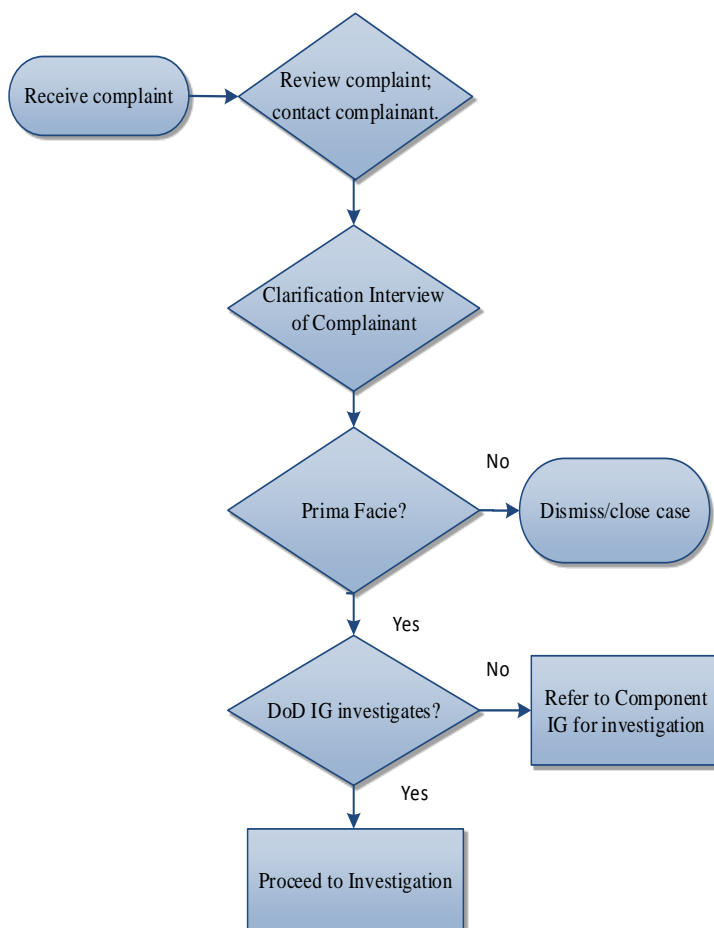 Receive complaint
Review complaint;
contact complainant.
Clarification Interview
of Complainant
Prima Facie?
No
Dismiss/close case
Yes
DoD IG investigates?
No
Refer to Component
IG for investigation
Yes
Proceed to Investigation